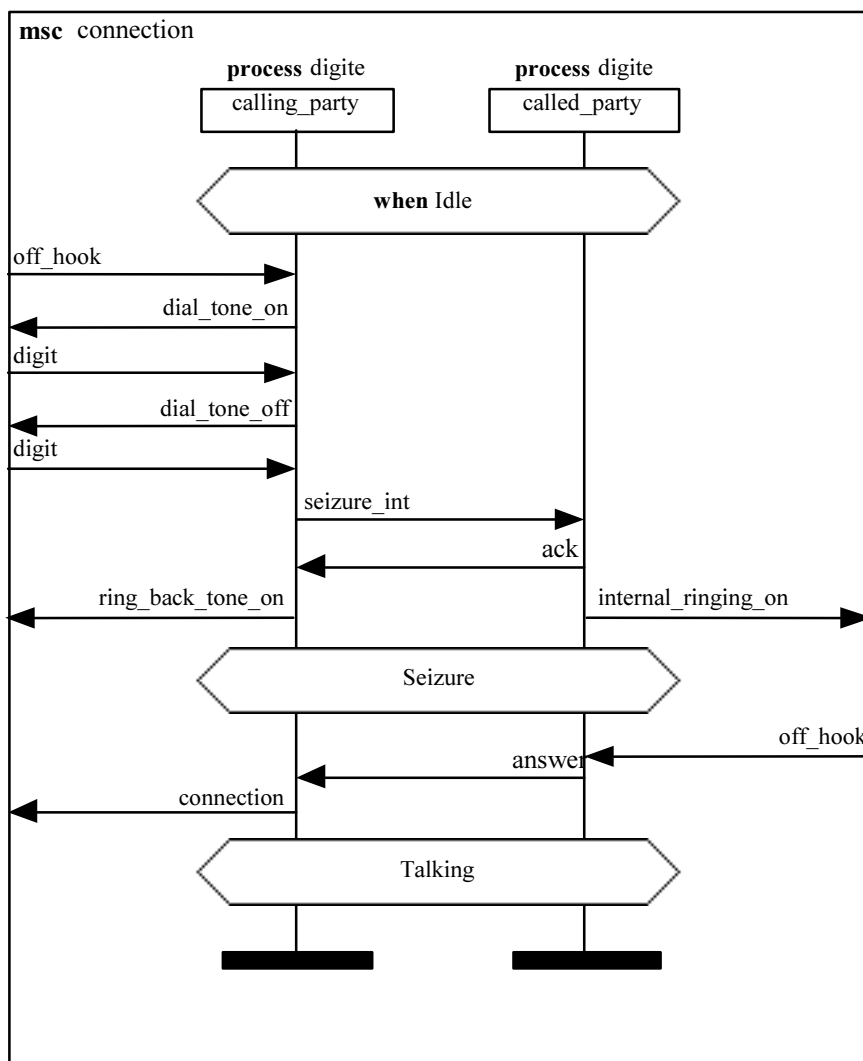 msc connection
process digite
process digite
calling_party
called_party
when Idle
off_hook
dial_tone_on
digit
dial_tone_off
digit
seizure_int
ack
ring_back_tone_on
internal_ringing_on
Seizure
off_hook
answer
connection
Talking